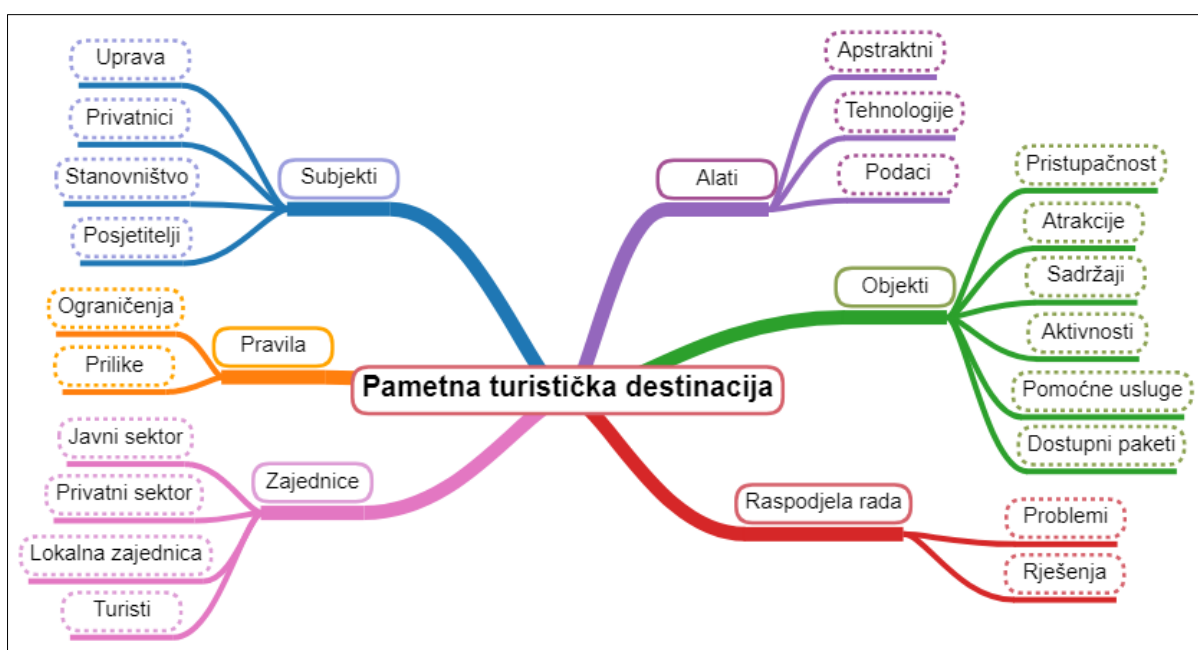 Uprava
Privatnici
Stanovništvo
Posjetitelji
Subjekti
Ograničenja
Prilike
Pravila
Javni sektor
Privatni sektor
Lokalna zajednica
Turisti
Zajednice
Pametna turistička destinacija
Alati
Apstraktni
Tehnologije
Podaci
Objekti
Pristupačnost
Atrakcije
Sadržaji
Aktivnosti
Pomoćne usluge
Dostupni paketi
Raspodjela rada
Problemi
Rješenja